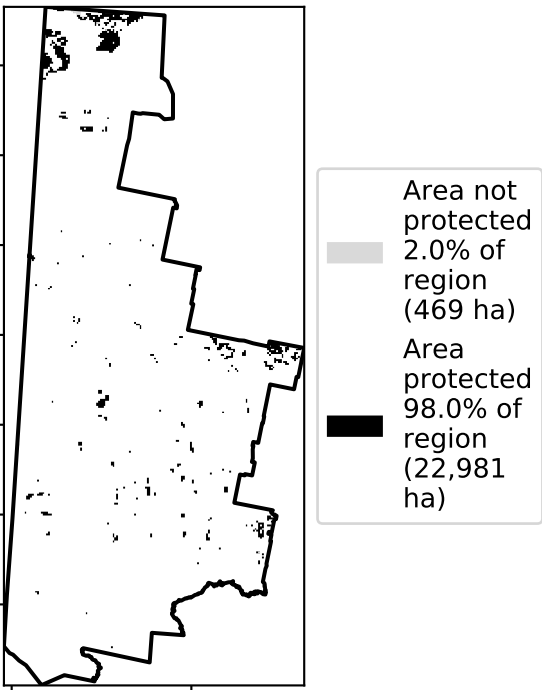 Area not
protected
2.0% of
region
(469 ha)
Area
protected
98.0% of
region
(22,981
ha)